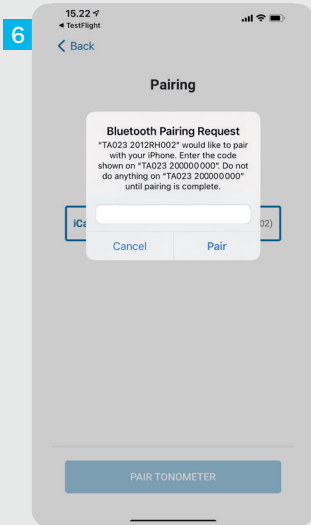 6
15.22
◀ TestFlight
Back
Pairing
Bluetooth Pairing Request
"TA023 2012RH002" would like to pair
with your iPhone. Enter the code
shown on "TA023 200000000". Do not
do anything on "TA023 200000000"
until pairing is complete.
iCa 02)
Cancel Pair
PAIR TONOMETER